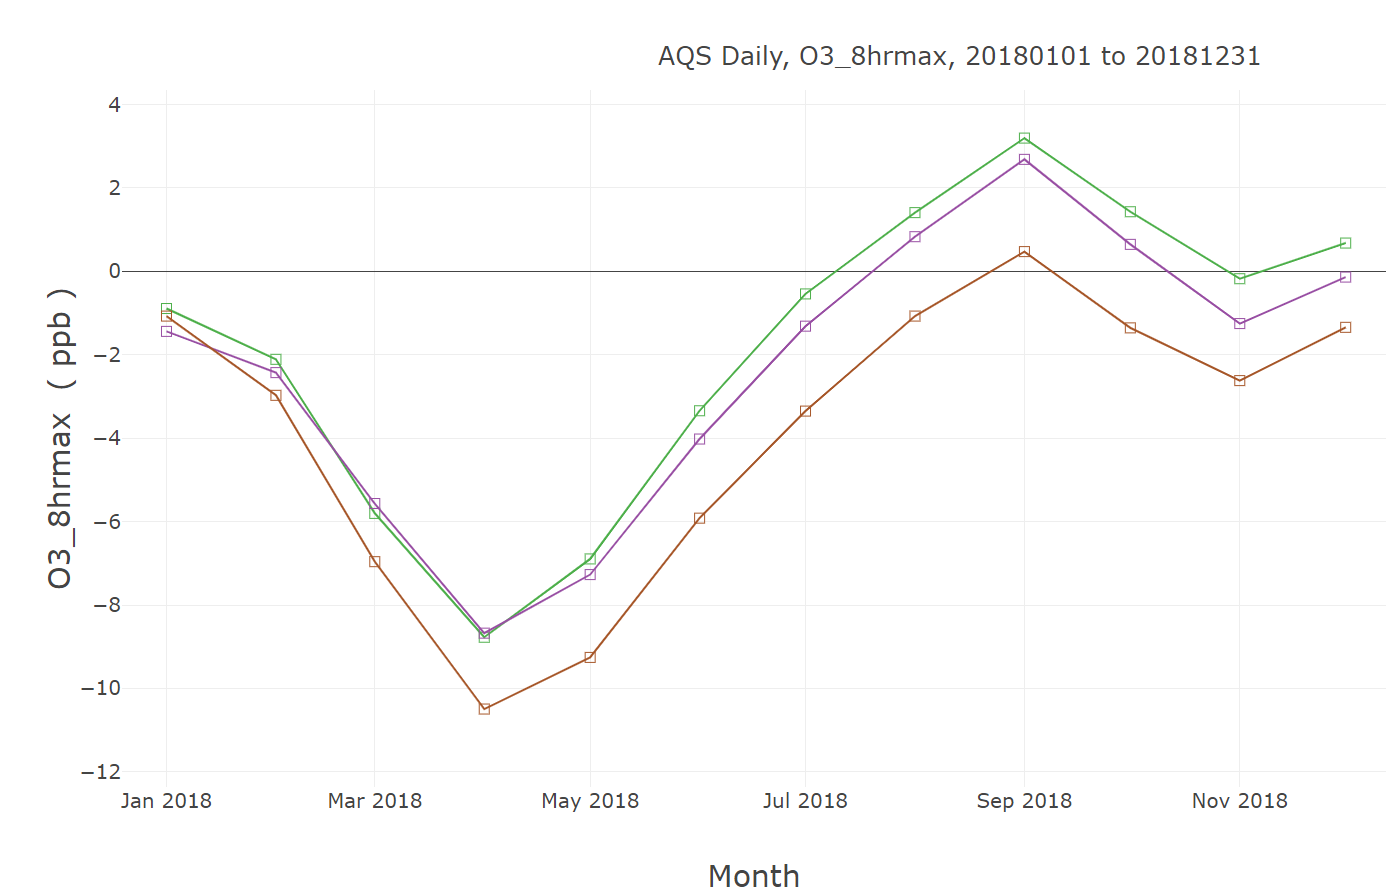 AQS Daily, O3_8hrmax, 20180101 to 20181231
O3_8hrmax ( ppb )
4
2
0
−2
−4
−6
−8
−10
−12
Jan 2018 Mar 2018 May 2018 Jul 2018 Sep 2018 Nov 2018
Month